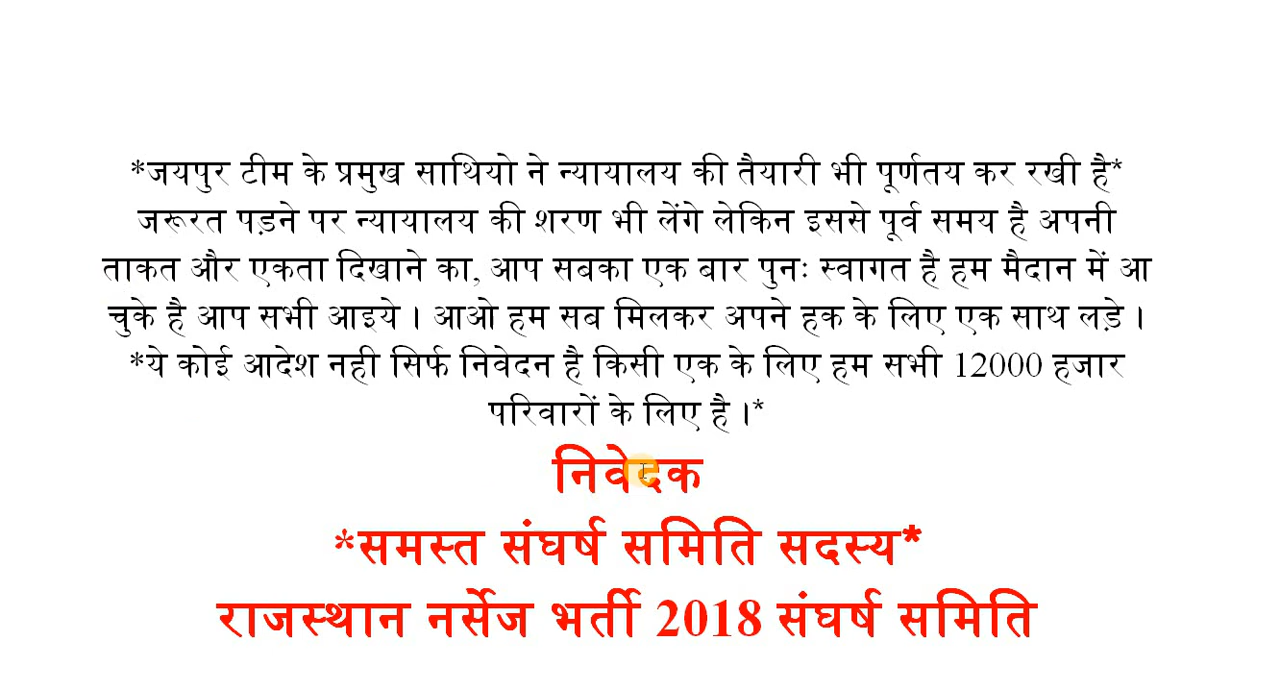 *जयपुर टीम के प्रमुख साथियो ने न्यायालय की तैयारी भी पूर्णतय कर रखी है*
जरूरत पड़ने पर न्यायालय की शरण भी लेंगे लेकिन इससे पूर्व समय है अपनी
ताकत और एकता दिखाने का, आप सबका एक बार पुनः स्वागत है हम मैदान में आ
चुके है आप सभी आइये । आओ हम सब मिलकर अपने हक के लिए एक साथ लड़े ।
*ये कोई आदेश नही सिर्फ निवेदन है किसी एक के लिए हम सभी 12000 हजार
परिवारों के लिए है ।*
निवेदक
*समस्त संघर्ष समिति सदस्य*
राजस्थान नर्सेज भर्ती 2018 संघर्ष समिति